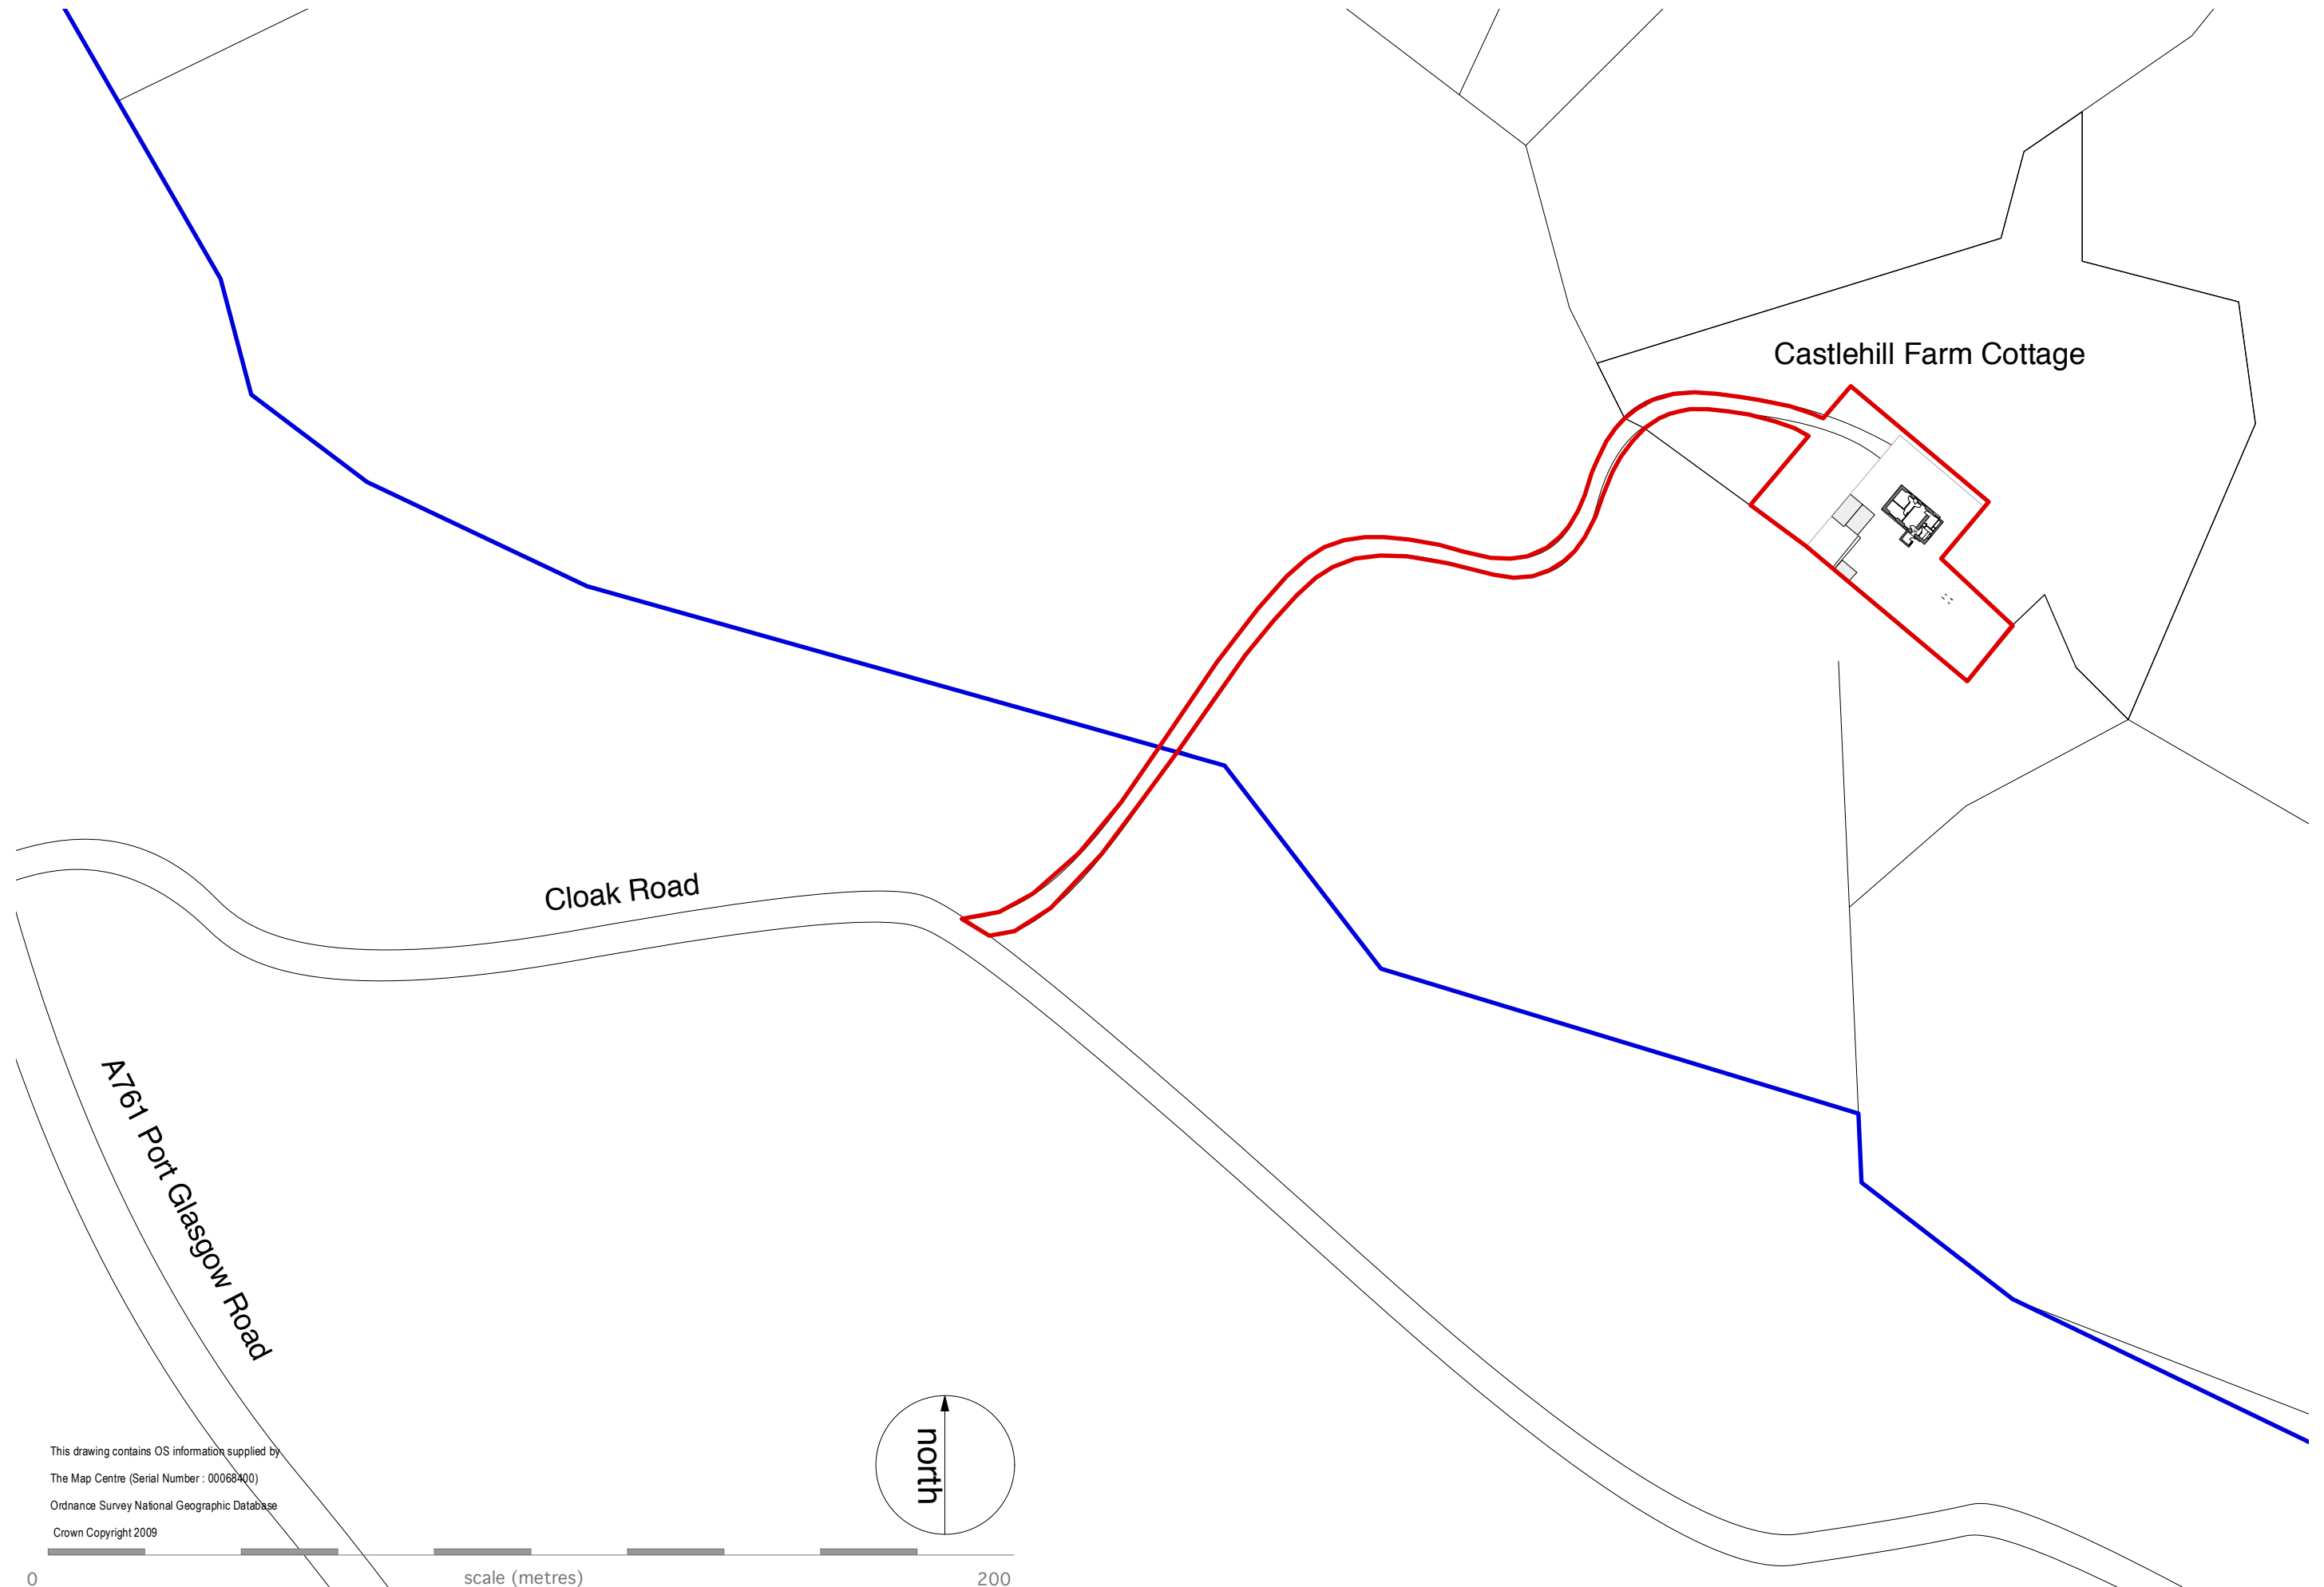 Castlehill Farm Cottage
Cloak Road
A761 Port Glasgow Road
north
This drawing contains OS information supplied by
The Map Centre (Serial Number : 00068400)
Ordnance Survey National Geographic Database
Crown Copyright 2009
0 scale (metres) 200